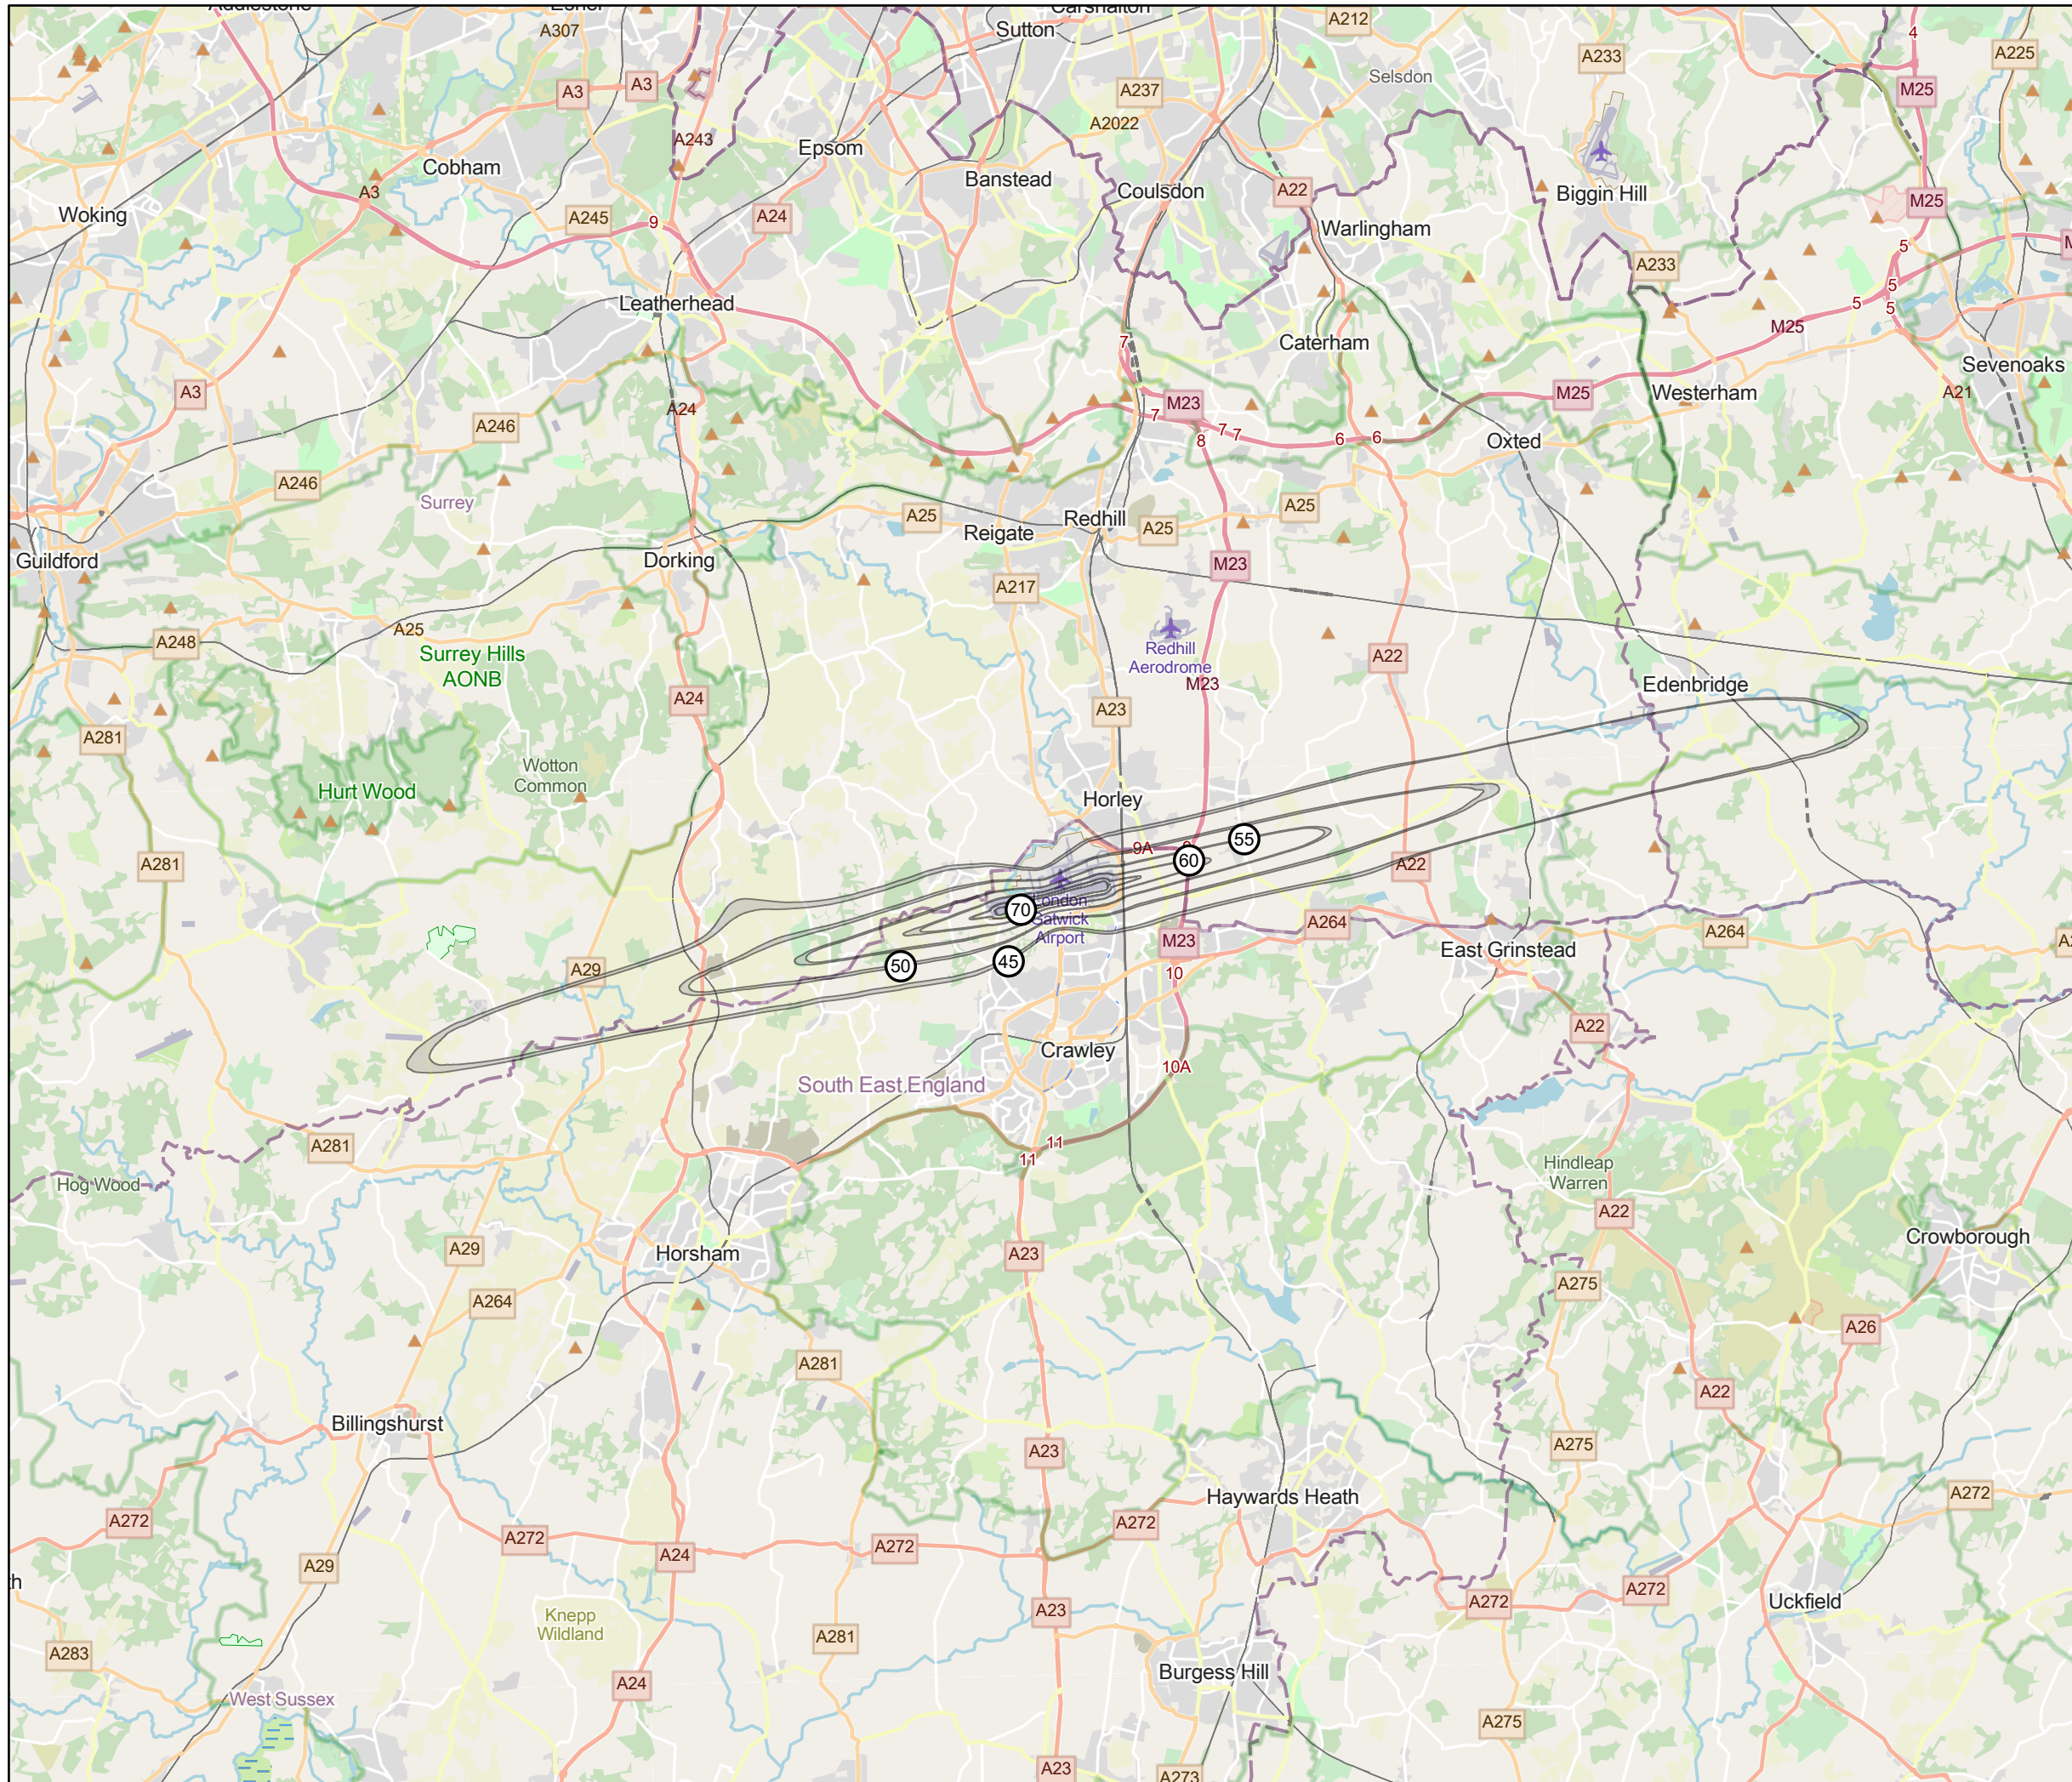 Addlestone
Esher
Carshalton
A307
Sutton
A212
4
A233
A225
A3
A3
A237
Selsdon
M25
A243
A2022
Cobham
Epsom
Banstead
Coulsdon
A22
Biggin Hill
M25
A3
Woking
A245
9
A24
Warlingham
5
A233
5
Leatherhead
5
5
M25
7
Caterham
Sevenoaks
A3
A24
M25
Westerham
A21
M23
7
7
7
8
6
6
Oxted
A246
A246
Surrey
A25
Reigate
Redhill
A25
A25
Guildford
Dorking
M23
A217
A25
A248
Surrey Hills
AONB
Redhill
Aerodrome
A22
M23
Edenbridge
A24
A23
A281
Wotton
Common
Hurt Wood
Horley
55
9A
9
60
A281
A22
70
London
Gatwick
Airport
A264
A264
M23
East Grinstead
A29
50
45
10
A22
Crawley
10A
South East England
A281
11
11
Hog Wood
Hindleap
Warren
A22
Crowborough
A29
Horsham
A23
A275
A264
A26
A281
A22
Billingshurst
A23
A275
Haywards Heath
A272
A272
A272
A272
A272
A24
A29
A272
A272
Uckfield
A23
Knepp
Wildland
A281
A283
Burgess Hill
A24
West Sussex
A275
A23
A273